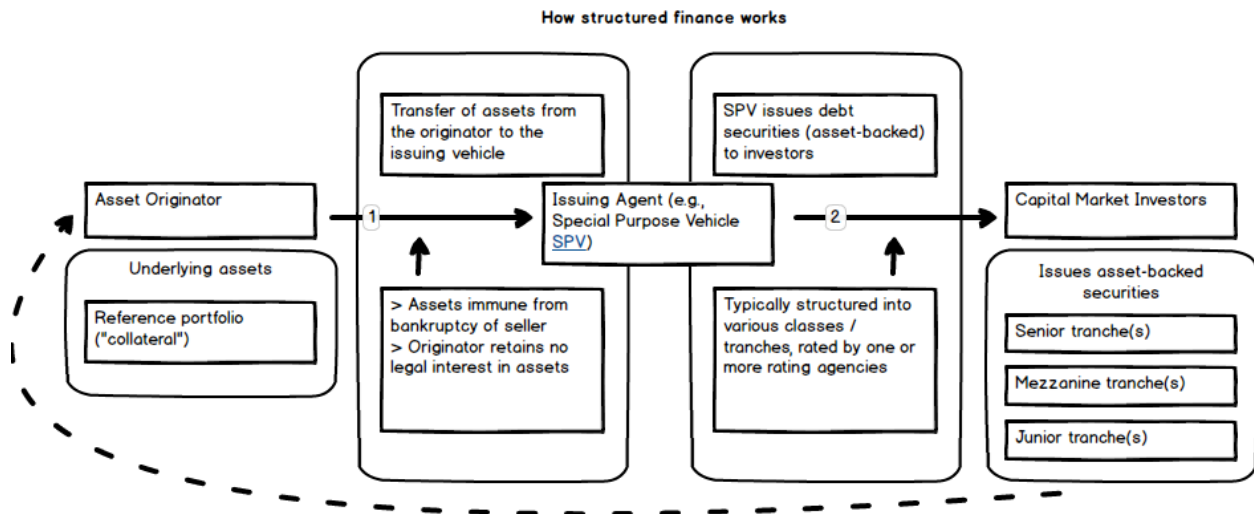 How structured finance works
Transfer of assets from
the originator to the
issuing vehicle
SPV issues debt
securities (asset-backed)
to investors
Asset Originator
1
Issuing Agent (e.g.,
Special Purpose Vehicle
SPV)
2
Capital Market Investors
Underlying assets
Reference portfolio
("collateral")
> Assets immune from
bankruptcy of seller
> Originator retains no
legal interest in assets
Typically structured into
various classes /
tranches, rated by one or
more rating agencies
Issues asset-backed
securities
Senior tranche(s)
Mezzanine tranche(s)
Junior tranche(s)